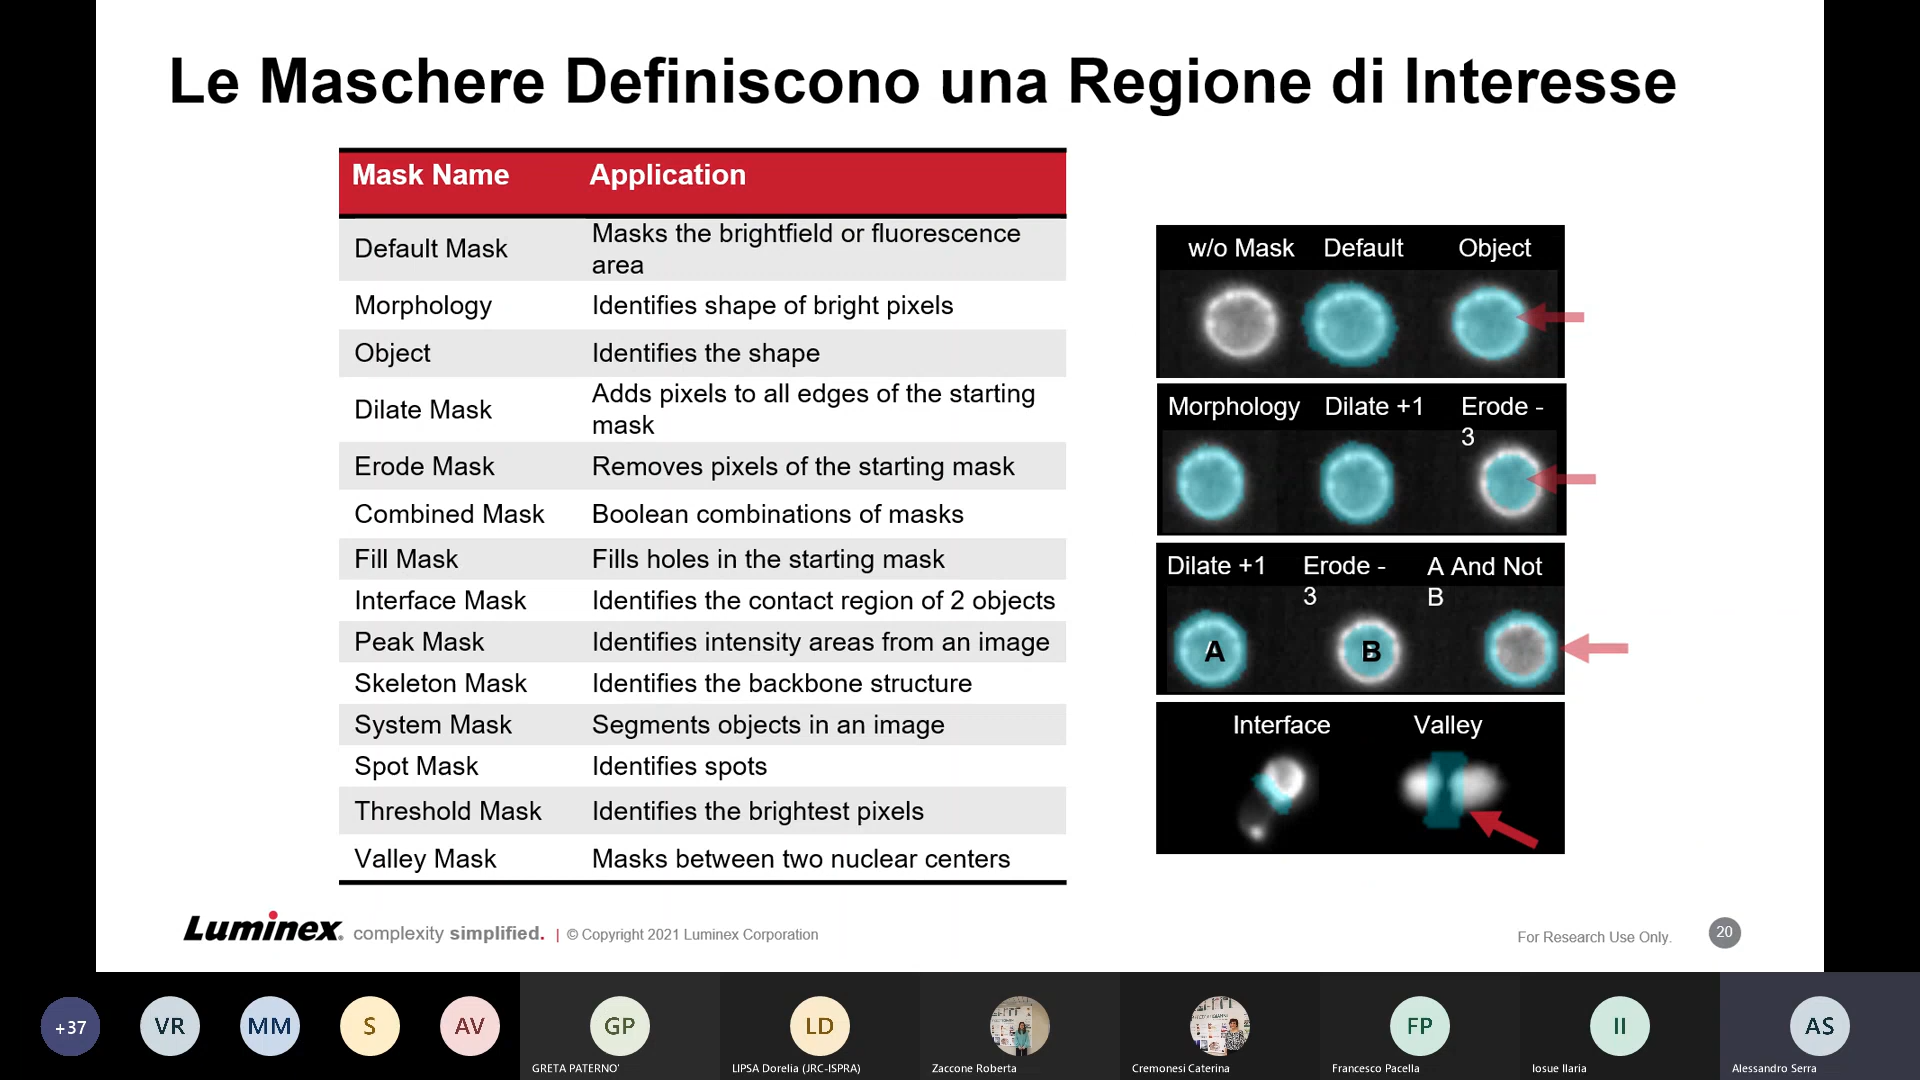 Le Maschere Definiscono una Regione di Interesse
Mask Name Application
Default Mask Masks the brightfield or fluorescence
area
Morphology Identifies shape of bright pixels
Object Identifies the shape
Dilate Mask Adds pixels to all edges of the starting
mask
Erode Mask Removes pixels of the starting mask
Combined Mask Boolean combinations of masks
Fill Mask Fills holes in the starting mask
Interface Mask Identifies the contact region of 2 objects
Peak Mask Identifies intensity areas from an image
Skeleton Mask Identifies the backbone structure
System Mask Segments objects in an image
Spot Mask Identifies spots
Threshold Mask Identifies the brightest pixels
Valley Mask Masks between two nuclear centers
w/o Mask Default Object
Morphology Dilate +1 Erode -
3
Dilate +1 Erode - A And Not
3 B
A B
Interface Valley
Luminex complexity simplified. | © Copyright 2021 Luminex Corporation
For Research Use Only. 20
+37 VR MM S AV GP LD FP II AS
GRETA PATERNO' LIPSA Dorelia (JRC-ISPRA) Zaccone Roberta Cremonesi Caterina Francesco Pacella Iosue Ilaria Alessandro Serra